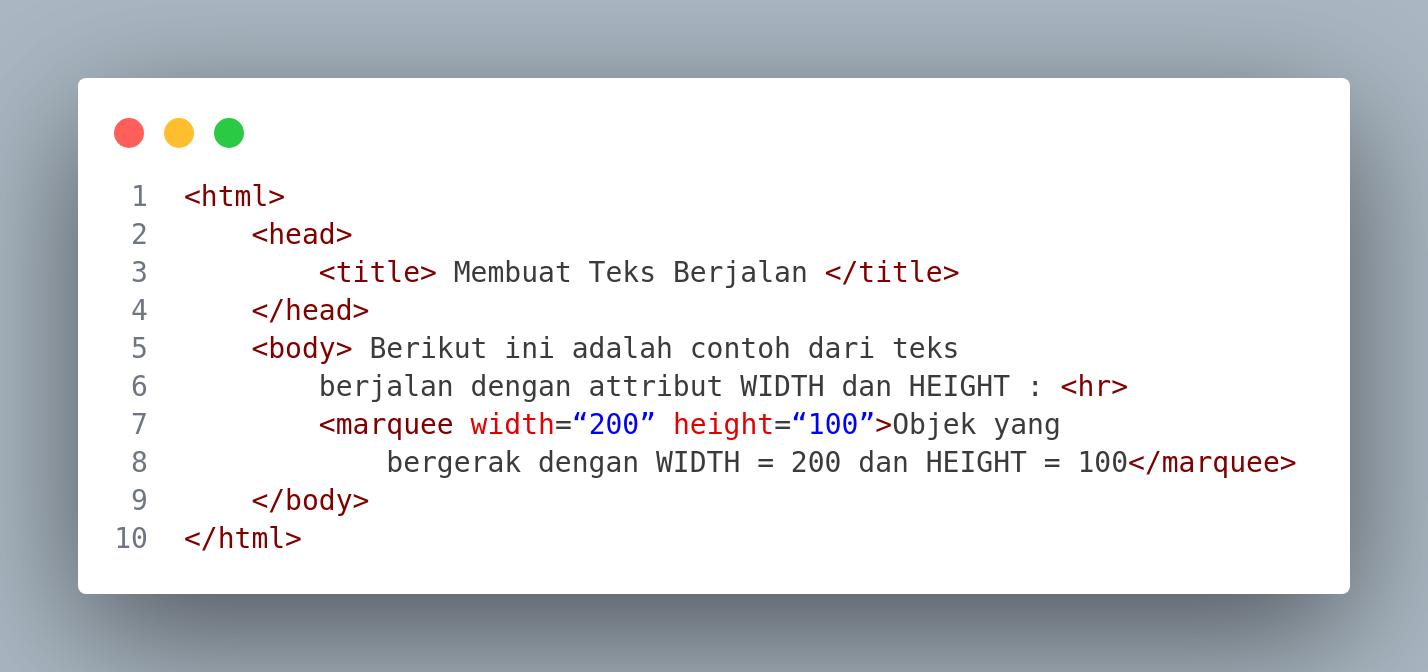 1 <html>
2 <head>
3 <title> Membuat Teks Berjalan </title>
4 </head>
5 <body> Berikut ini adalah contoh dari teks
6 berjalan dengan attribut WIDTH dan HEIGHT : <hr>
7 <marquee width=“200” height=“100”>Objek yang
8 bergerak dengan WIDTH = 200 dan HEIGHT = 100</marquee>
9 </body>
10 </html>